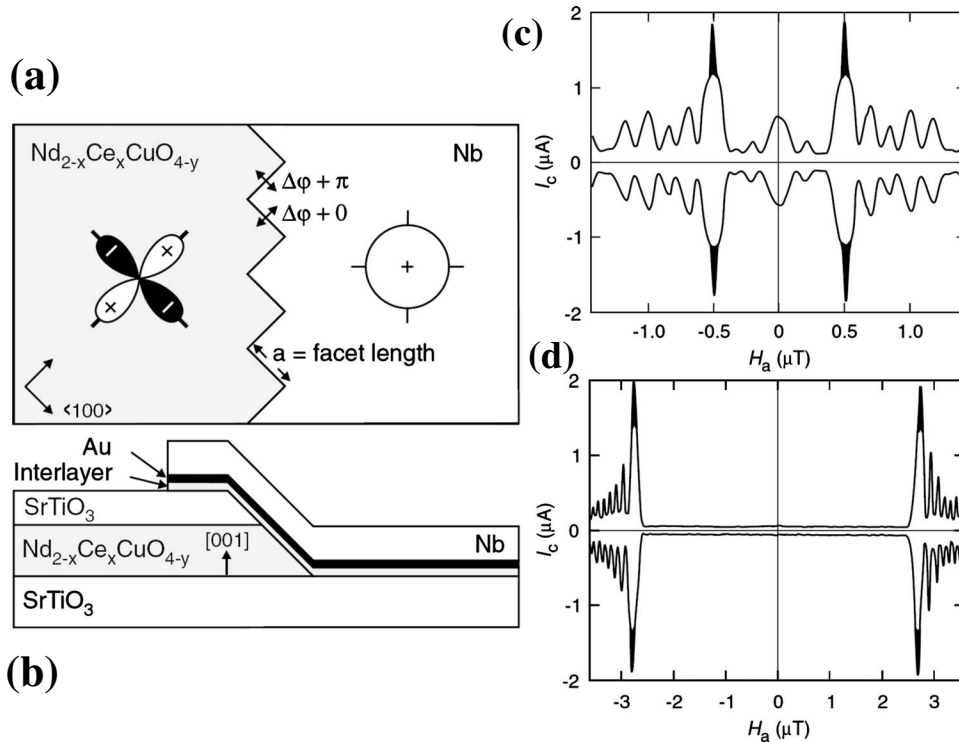 (a)
Nd2-xCexCuO4-y
Nb
Δφ + π
Δφ + 0
+
–
+
–
+
a = facet length
‹100›
Au
Interlayer
SrTiO3
Nd2-xCexCuO4-y
[001]
Nb
SrTiO3
(b)
(c)
2
1
0
-1
-2
Ic (μA)
-1.0
-0.5
0
0.5
1.0
Ha (μT)
(d)
2
1
0
-1
-2
Ic (μA)
-3
-2
-1
0
1
2
3
Ha (μT)